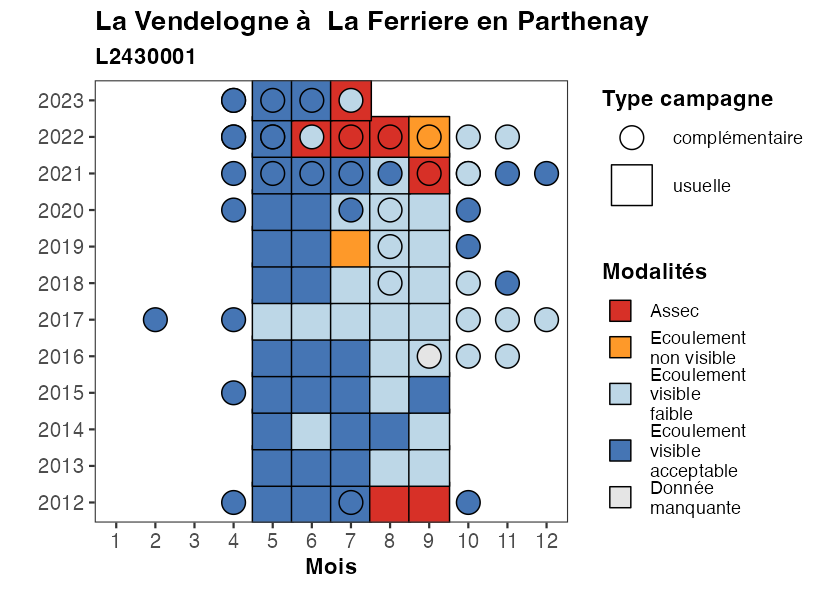 La Vendelogne à  La Ferriere en Parthenay
L2430001
2023
2022
2021
2020
2019
2018
2017
2016
2015
2014
2013
2012
1 2 3 4 5 6 7 8 9 10 11 12
Mois
Type campagne
complémentaire
usuelle
Modalités
Assec
Ecoulement
non visible
Ecoulement
visible
faible
Ecoulement
visible
acceptable
Donnée
manquante